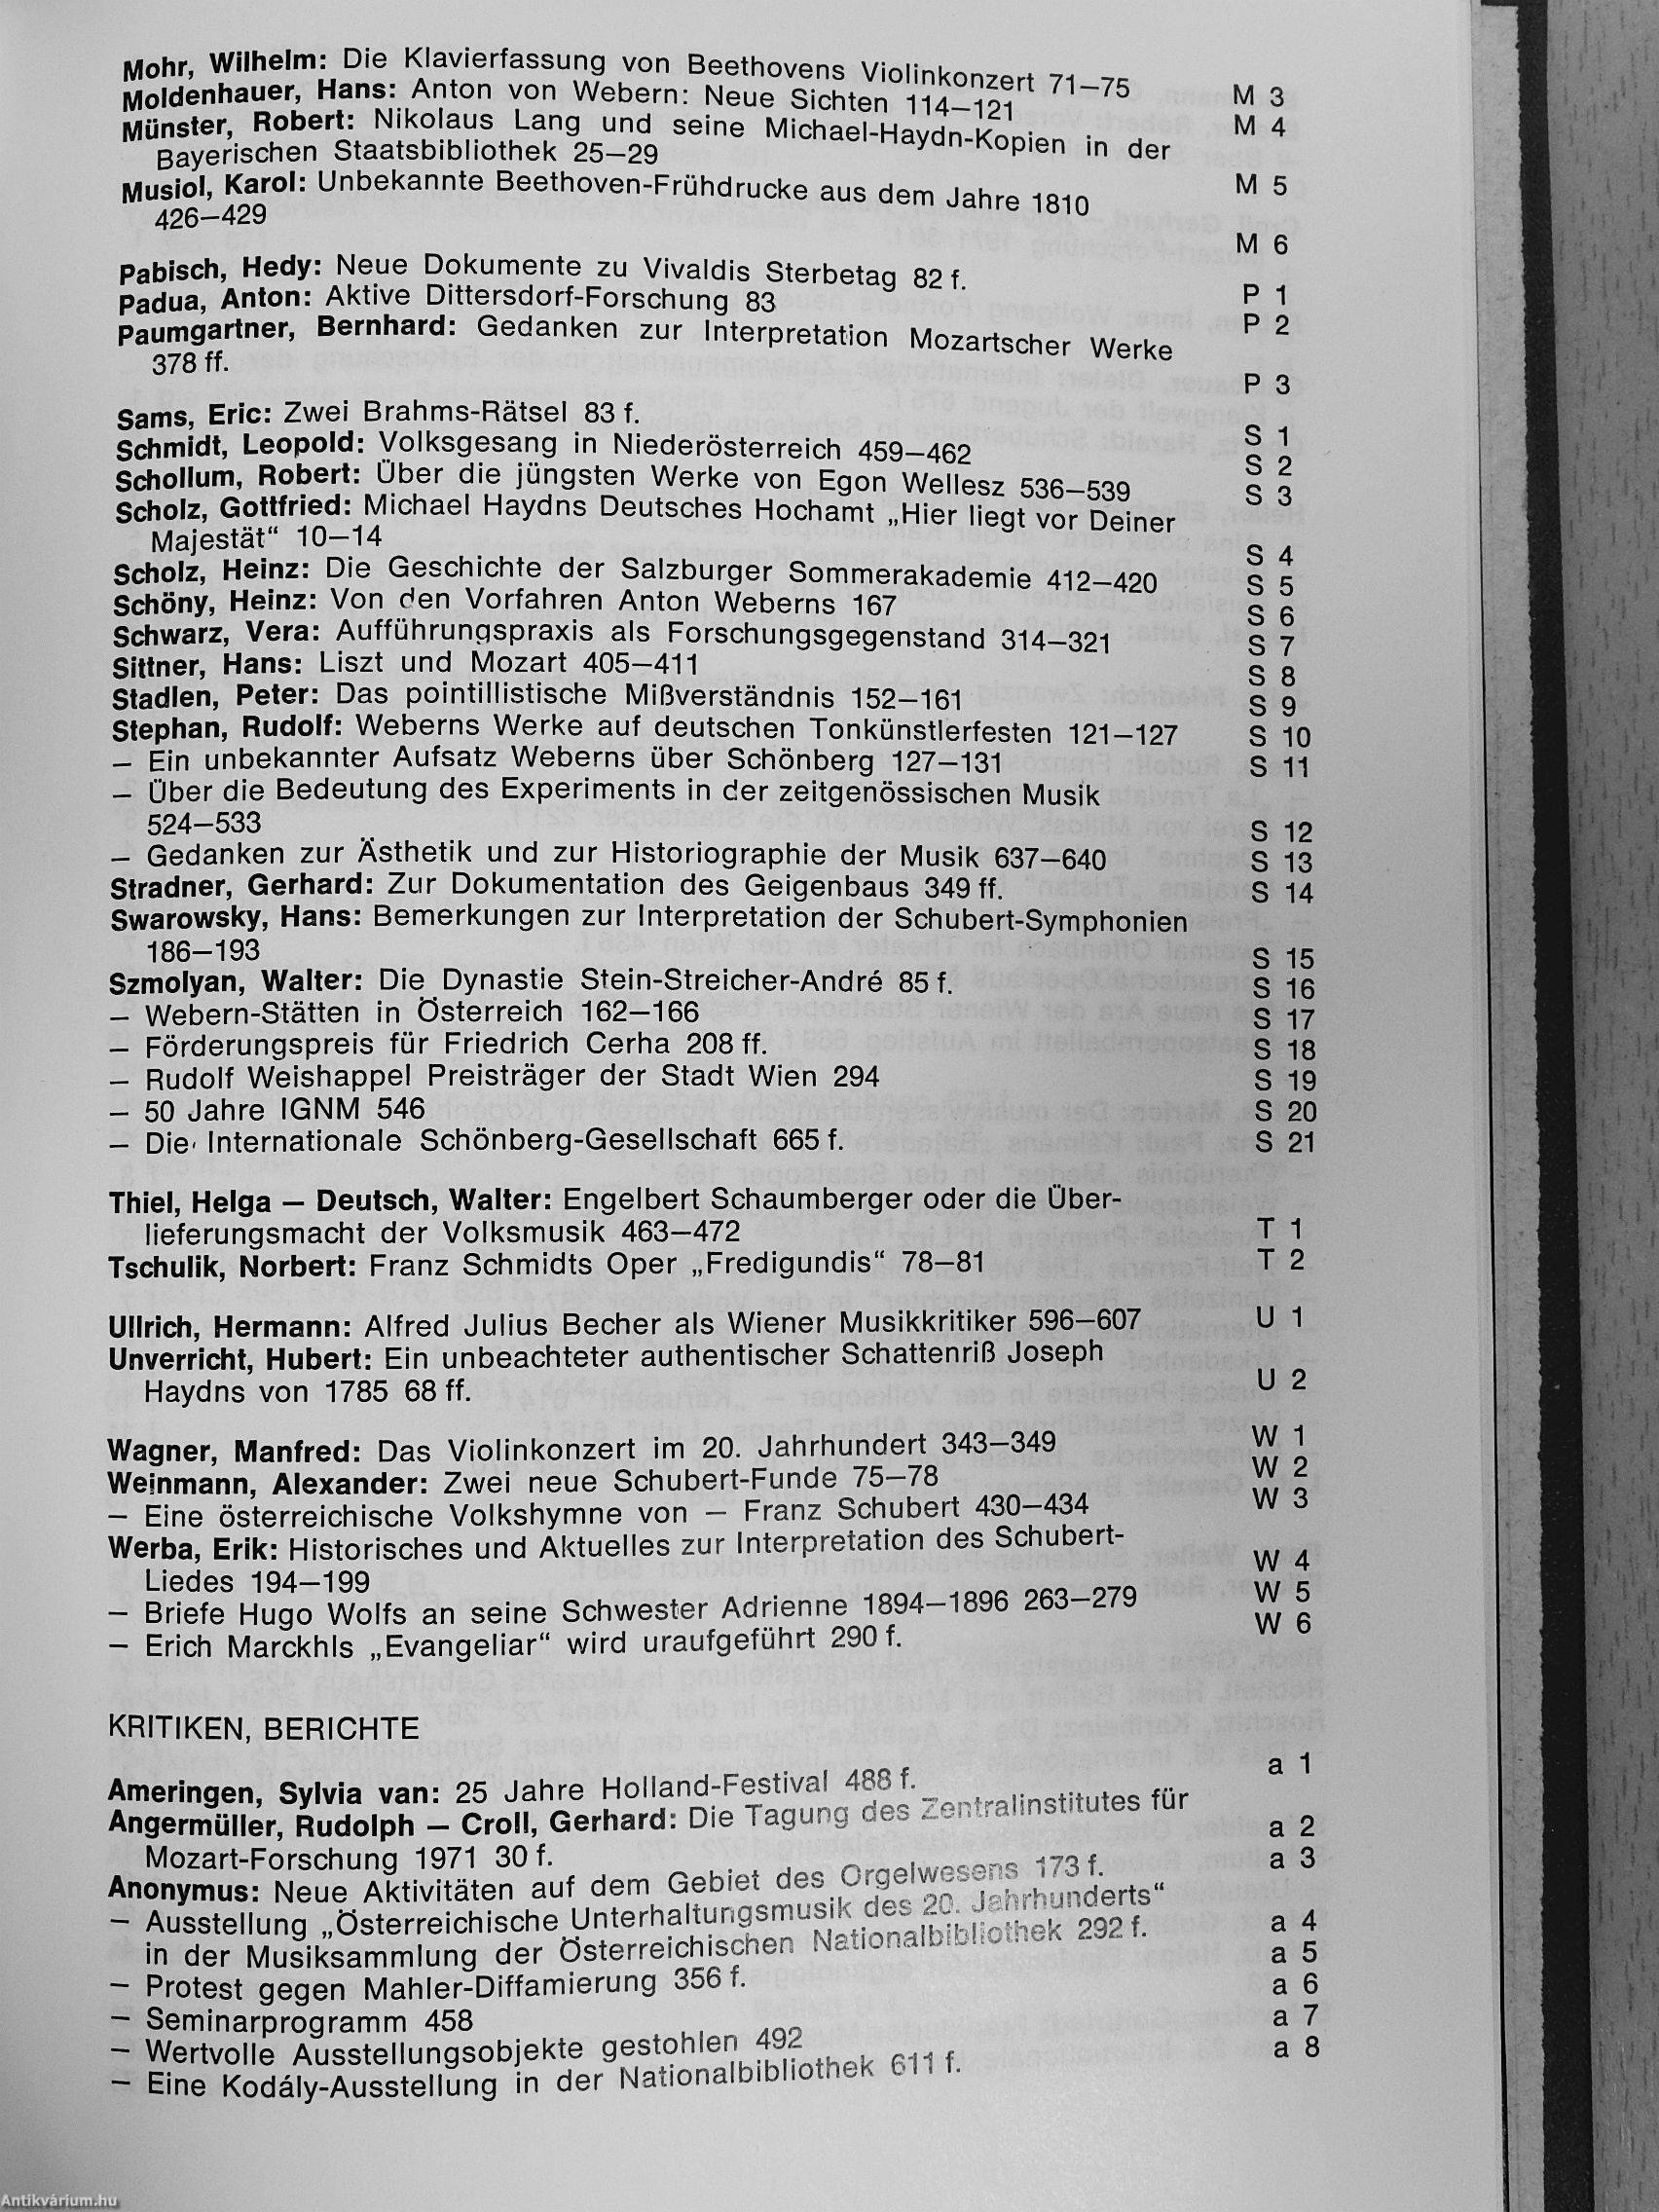 Mohr, Wilhelm: Die Klavierfassung von Beethovens Violinkonzert 71—75 M 3
Moldenhauer, Hans: Anton von Webern: Neue Sichten 114—121 M 4
Münster, Robert: Nikolaus Lang und seine Michael-Haydn-Kopien in der
Bayerischen Staatsbibliothek 25—29 M 5
Musiol, Karol: Unbekannte Beethoven-Frühdrucke aus dem Jahre 1810
426—429 M 6
Pabisch, Hedy: Neue Dokumente zu Vivaldis Sterbetag 82 f. P 1
Padua, Anton: Aktive Dittersdorf-Forschung 83 P 2
Paumgartner, Bernhard: Gedanken zur Interpretation Mozartscher Werke
378 ff. P 3
Sams, Eric: Zwei Brahms-Rätsel 83 f. S 1
Schmidt, Leopold: Volksgesang in Niederösterreich 459—462 S 2
Schollum, Robert: Über die jüngsten Werke von Egon Wellesz 536—539 S 3
Scholz, Gottfried: Michael Haydns Deutsches Hochamt „Hier liegt vor Deiner
Majestät“ 10—14 S 4
Scholz, Heinz: Die Geschichte der Salzburger Sommerakademie 412—420 S 5
Schöny, Heinz: Von den Vorfahren Anton Weberns 167 S 6
Schwarz, Vera: Aufführungspraxis als Forschungsgegenstand 314—321 S 7
Sittner, Hans: Liszt und Mozart 405—411 S 8
Stadlen, Peter: Das pointillistische Mißverständnis 152—161 S 9
Stephan, Rudolf: Weberns Werke auf deutschen Tonkünstlerfesten 121—127 S 10
— Ein unbekannter Aufsatz Weberns über Schönberg 127—131 S 11
— Über die Bedeutung des Experiments in der zeitgenössischen Musik
524—533 S 12
— Gedanken zur Ästhetik und zur Historiographie der Musik 637—640 S 13
Stradner, Gerhard: Zur Dokumentation des Geigenbaus 349 ff. S 14
Swarowsky, Hans: Bemerkungen zur Interpretation der Schubert-Symphonien
186—193 S 15
Szmolyan, Walter: Die Dynastie Stein-Streicher-André 85 f. S 16
— Webern-Stätten in Österreich 162—166 S 17
— Förderungspreis für Friedrich Cerha 208 ff. S 18
— Rudolf Weishappel Preisträger der Stadt Wien 294 S 19
— 50 Jahre IGNM 546 S 20
— Die Internationale Schönberg-Gesellschaft 665 f. S 21
Thiel, Helga — Deutsch, Walter: Engelbert Schaumberger oder die Über-
lieferungsmacht der Volksmusik 463—472 T 1
Tschulik, Norbert: Franz Schmidts Oper „Fredigundis“ 78—81 T 2
Ullrich, Hermann: Alfred Julius Becher als Wiener Musikkritiker 596—607 U 1
Unverricht, Hubert: Ein unbeachteter authentischer Schattenriß Joseph
Haydns von 1785 68 ff. U 2
Wagner, Manfred: Das Violinkonzert im 20. Jahrhundert 343—349 W 1
Weinmann, Alexander: Zwei neue Schubert-Funde 75—78 W 2
— Eine österreichische Volkshymne von — Franz Schubert 430—434 W 3
Werba, Erik: Historisches und Aktuelles zur Interpretation des Schubert-
Liedes 194—199 W 4
— Briefe Hugo Wolfs an seine Schwester Adrienne 1894—1896 263—279 W 5
— Erich Marckhls „Evangeliar“ wird uraufgeführt 290 f. W 6
KRITIKEN, BERICHTE
Ameringen, Sylvia van: 25 Jahre Holland-Festival 488 f. a 1
Angermüller, Rudolph — Croll, Gerhard: Die Tagung des Zentralinstitutes für
Mozart-Forschung 1971 30 f. a 2
Anonymus: Neue Aktivitäten auf dem Gebiet des Orgelwesens 173 f. a 3
— Ausstellung „Österreichische Unterhaltungsmusik des 20. Jahrhunderts“
in der Musiksammlung der Österreichischen Nationalbibliothek 292 f. a 4
— Protest gegen Mahler-Diffamierung 356 f. a 5
— Seminarprogramm 458 a 6
— Wertvolle Ausstellungsobjekte gestohlen 492 a 7
— Eine Kodály-Ausstellung in der Nationalbibliothek 611 f. a 8
Antikvárium.hu